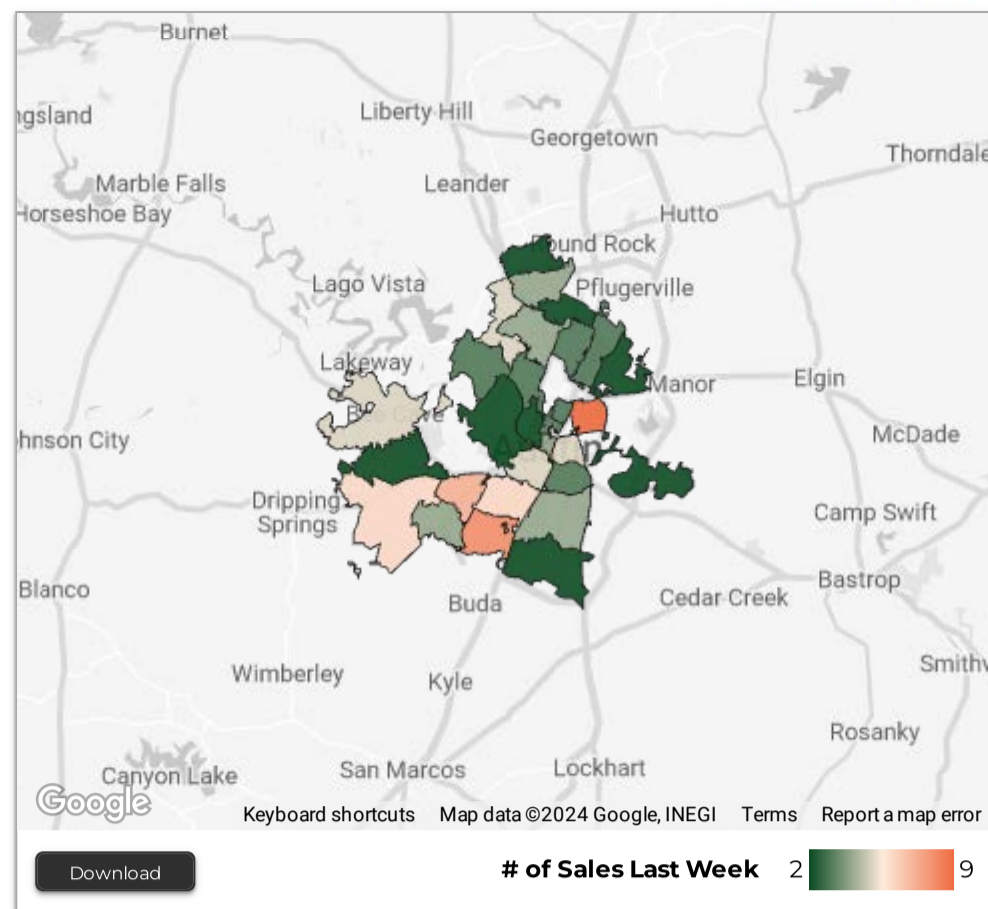 Burnet
Liberty Hill
Georgetown
Thorndale
Marble Falls
Leander
Horseshoe Bay
Hutto
Round Rock
Lago Vista
Pflugerville
Lakeway
Manor
Elgin
McDade
Johnson City
Dripping
Springs
Camp Swift
Bastrop
Blanco
Buda
Cedar Creek
Wimberley
Kyle
Rosanky
San Marcos
Lockhart
Canyon Lake
Google
Keyboard shortcuts Map data ©2024 Google, INEGI Terms Report a map error
Download
# of Sales Last Week 2 9